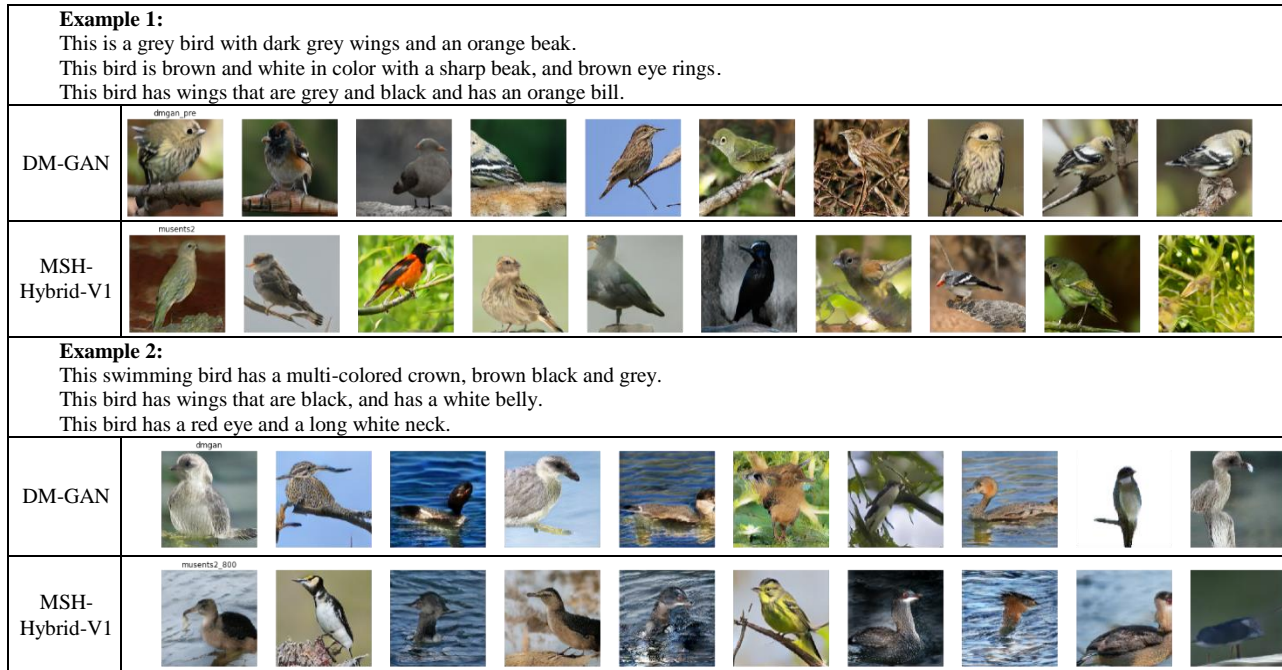 Example 1:
This is a grey bird with dark grey wings and an orange beak.
This bird is brown and white in color with a sharp beak, and brown eye rings.
This bird has wings that are grey and black and has an orange bill.
dmgan_pre
DM-GAN
musents2
MSH-
Hybrid-V1
Example 2:
This swimming bird has a multi-colored crown, brown black and grey.
This bird has wings that are black, and has a white belly.
This bird has a red eye and a long white neck.
dmgan
DM-GAN
musents2_800
MSH-
Hybrid-V1